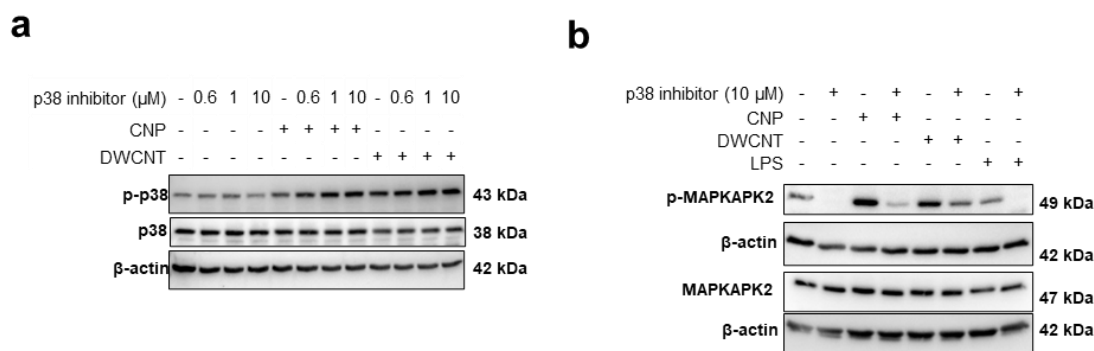 a
p38 inhibitor (µM) - 0.6 1 10 - 0.6 1 10 - 0.6 1 10
CNP - - - - + + + + - - - -
DWCNT - - - - - - - - + + + +
p-p38 43 kDa
p38 38 kDa
β-actin 42 kDa
b
p38 inhibitor (10 µM) - + - + - + - +
CNP - - + + - - - -
DWCNT - - - - + + - -
LPS - - - - - - + +
p-MAPKAPK2 49 kDa
β-actin 42 kDa
MAPKAPK2 47 kDa
β-actin 42 kDa